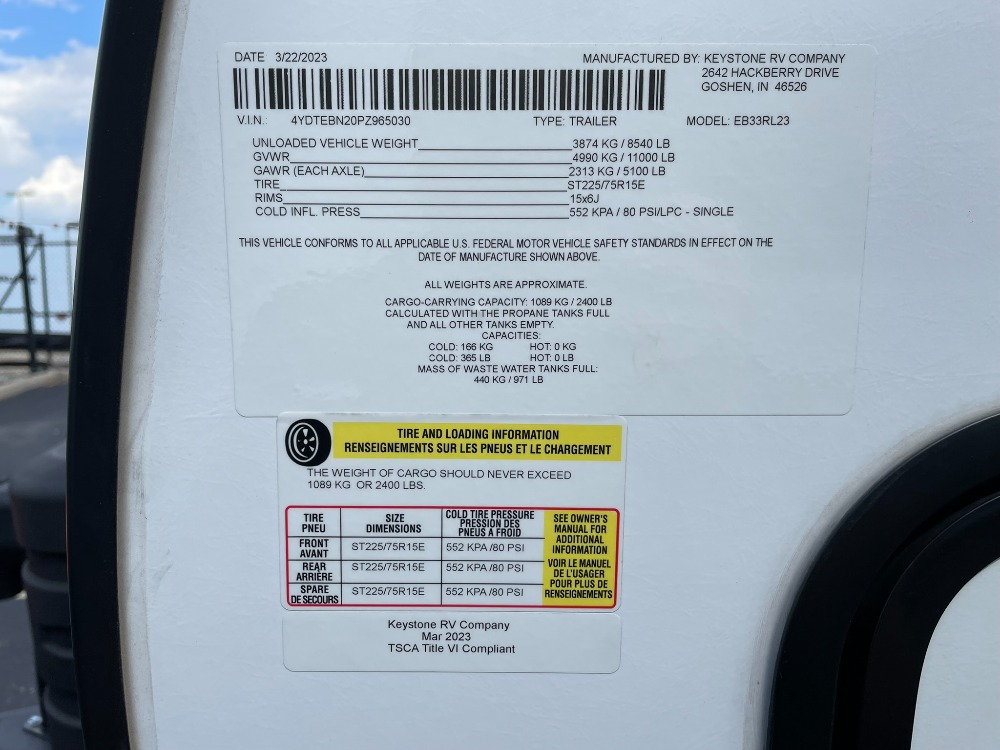 DATE 3/22/2023
MANUFACTURED BY: KEYSTONE RV COMPANY
2642 HACKBERRY DRIVE
GOSHEN, IN 46526
V.I.N.: 4YDTEBN20PZ965030 TYPE: TRAILER MODEL: EB33RL23
UNLOADED VEHICLE WEIGHT 3874 KG / 8540 LB
GVWR 4990 KG / 11000 LB
GAWR (EACH AXLE) 2313 KG / 5100 LB
TIRE ST225/75R15E
RIMS 15x6J
COLD INFL. PRESS 552 KPA / 80 PSI/LPC - SINGLE
THIS VEHICLE CONFORMS TO ALL APPLICABLE U.S. FEDERAL MOTOR VEHICLE SAFETY STANDARDS IN EFFECT ON THE
DATE OF MANUFACTURE SHOWN ABOVE.
ALL WEIGHTS ARE APPROXIMATE.
CARGO-CARRYING CAPACITY: 1089 KG / 2400 LB
CALCULATED WITH THE PROPANE TANKS FULL
AND ALL OTHER TANKS EMPTY.
CAPACITIES:
COLD: 166 KG HOT: 0 KG
COLD: 365 LB HOT: 0 LB
MASS OF WASTE WATER TANKS FULL:
440 KG / 971 LB
TIRE AND LOADING INFORMATION
RENSEIGNEMENTS SUR LES PNEUS ET LE CHARGEMENT
THE WEIGHT OF CARGO SHOULD NEVER EXCEED
1089 KG OR 2400 LBS.
TIRE
PNEU
SIZE
DIMENSIONS
COLD TIRE PRESSURE
PRESSION DES
PNEUS A FROID
FRONT
AVANT
ST225/75R15E 552 KPA /80 PSI
REAR
ARRIÈRE
ST225/75R15E 552 KPA /80 PSI
SPARE
DE SECOURS
ST225/75R15E 552 KPA /80 PSI
SEE OWNER'S
MANUAL FOR
ADDITIONAL
INFORMATION
VOIR LE MANUEL
DE L'USAGER
POUR PLUS DE
RENSEIGNEMENTS
Keystone RV Company
Mar 2023
TSCA Title VI Compliant